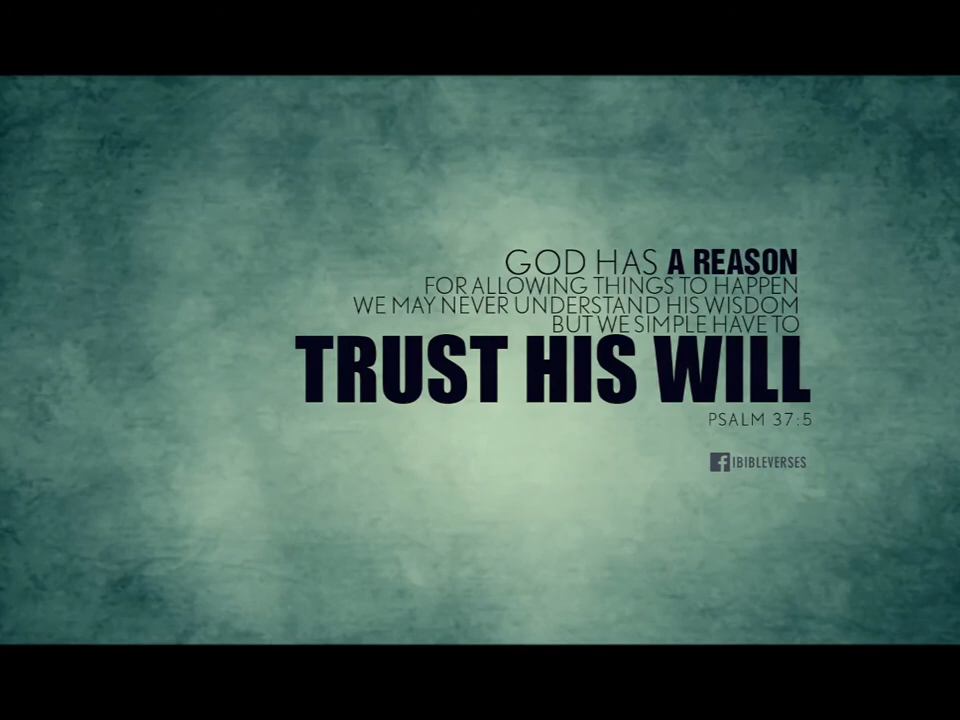 GOD HAS A REASON
FOR ALLOWING THINGS TO HAPPEN
WE MAY NEVER UNDERSTAND HIS WISDOM
BUT WE SIMPLE HAVE TO
TRUST HIS WILL
PSALM 37:5
IBIBLEVERSES